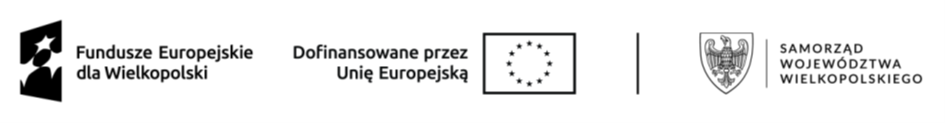 Fundusze Europejskie
dla Wielkopolski
Dofinansowane przez
Unię Europejską
SAMORZĄD
WOJEWÓDZTWA
WIELKOPOLSKIEGO